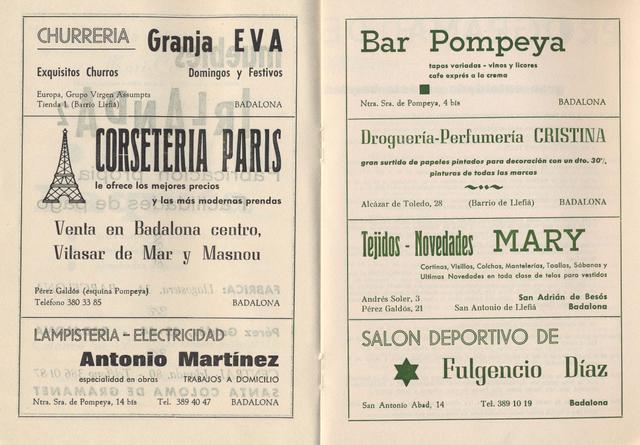 CHURRERIA Granja EVA
Exquisitos Churros Domingos y Festivos
Europa, Grupo Virgen Assumpta
Tienda 1. (Barrio Llefiá) BADALONA
CORSETERIA PARIS
le ofrece los mejores precios
y las más modernas prendas
Venta en Badalona centro,
Vilasar de Mar y Masnou
Pérez Galdós (esquina Pompeya)
Teléfono 380 33 85 BADALONA
LAMPISTERIA - ELECTRICIDAD
Antonio Martínez
especialidad en obras TRABAJOS A DOMICILIO
Ntra. Sra. de Pompeya, 14 bis Tel. 389 40 47 BADALONA
Bar Pompeya
tapas variadas - vinos y licores
cafe exprés a la crema
Ntra. Sra. de Pompeya, 4 bis BADALONA
Droguería-Perfumería CRISTINA
gran surtido de papeles pintados para decoración con un dto. 30%,
pinturas de todas las marcas
Alcázar de Toledo, 28 (Barrio de Llefiá) BADALONA
Tejidos - Novedades MARY
Cortinas, Visillos, Colchas, Mantelerías, Toallas, Sábanas y
Ultimas Novedades en toda clase de telas para vestidos
Andrés Soler, 3 San Adrián de Besós
Pérez Galdós, 21 San Antonio de Llefiá Badalona
SALON DEPORTIVO DE
Fulgencio Díaz
San Antonio Abad, 14 Tel. 389 10 19 Badalona